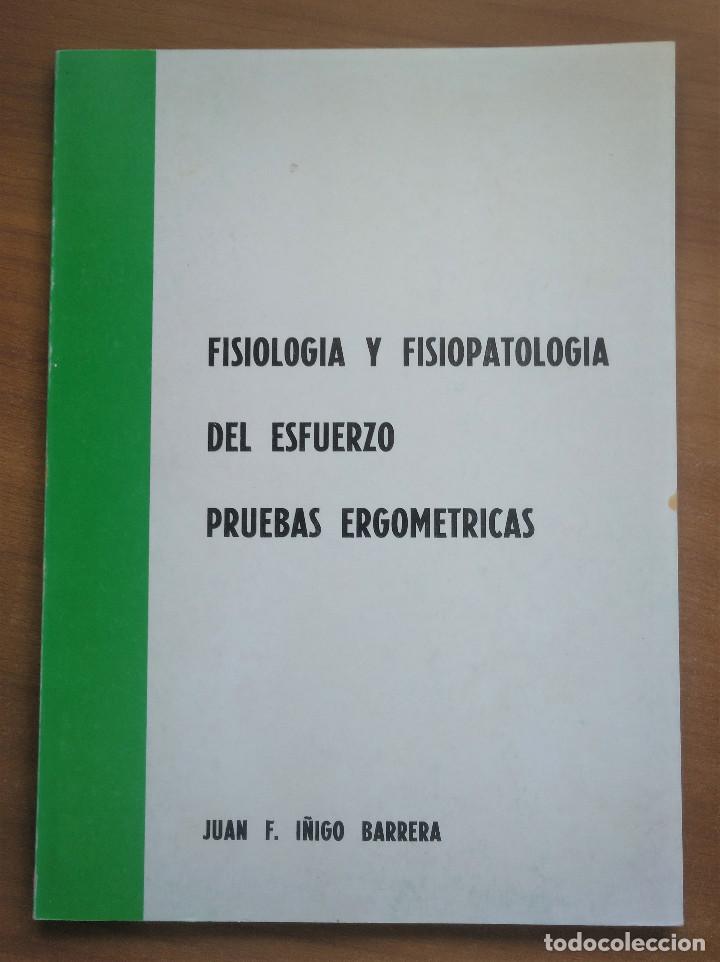 FISIOLOGIA Y FISIOPATOLOGIA
DEL ESFUERZO
PRUEBAS ERGOMETRICAS
JUAN F. IÑIGO BARRERA
todocoleccion